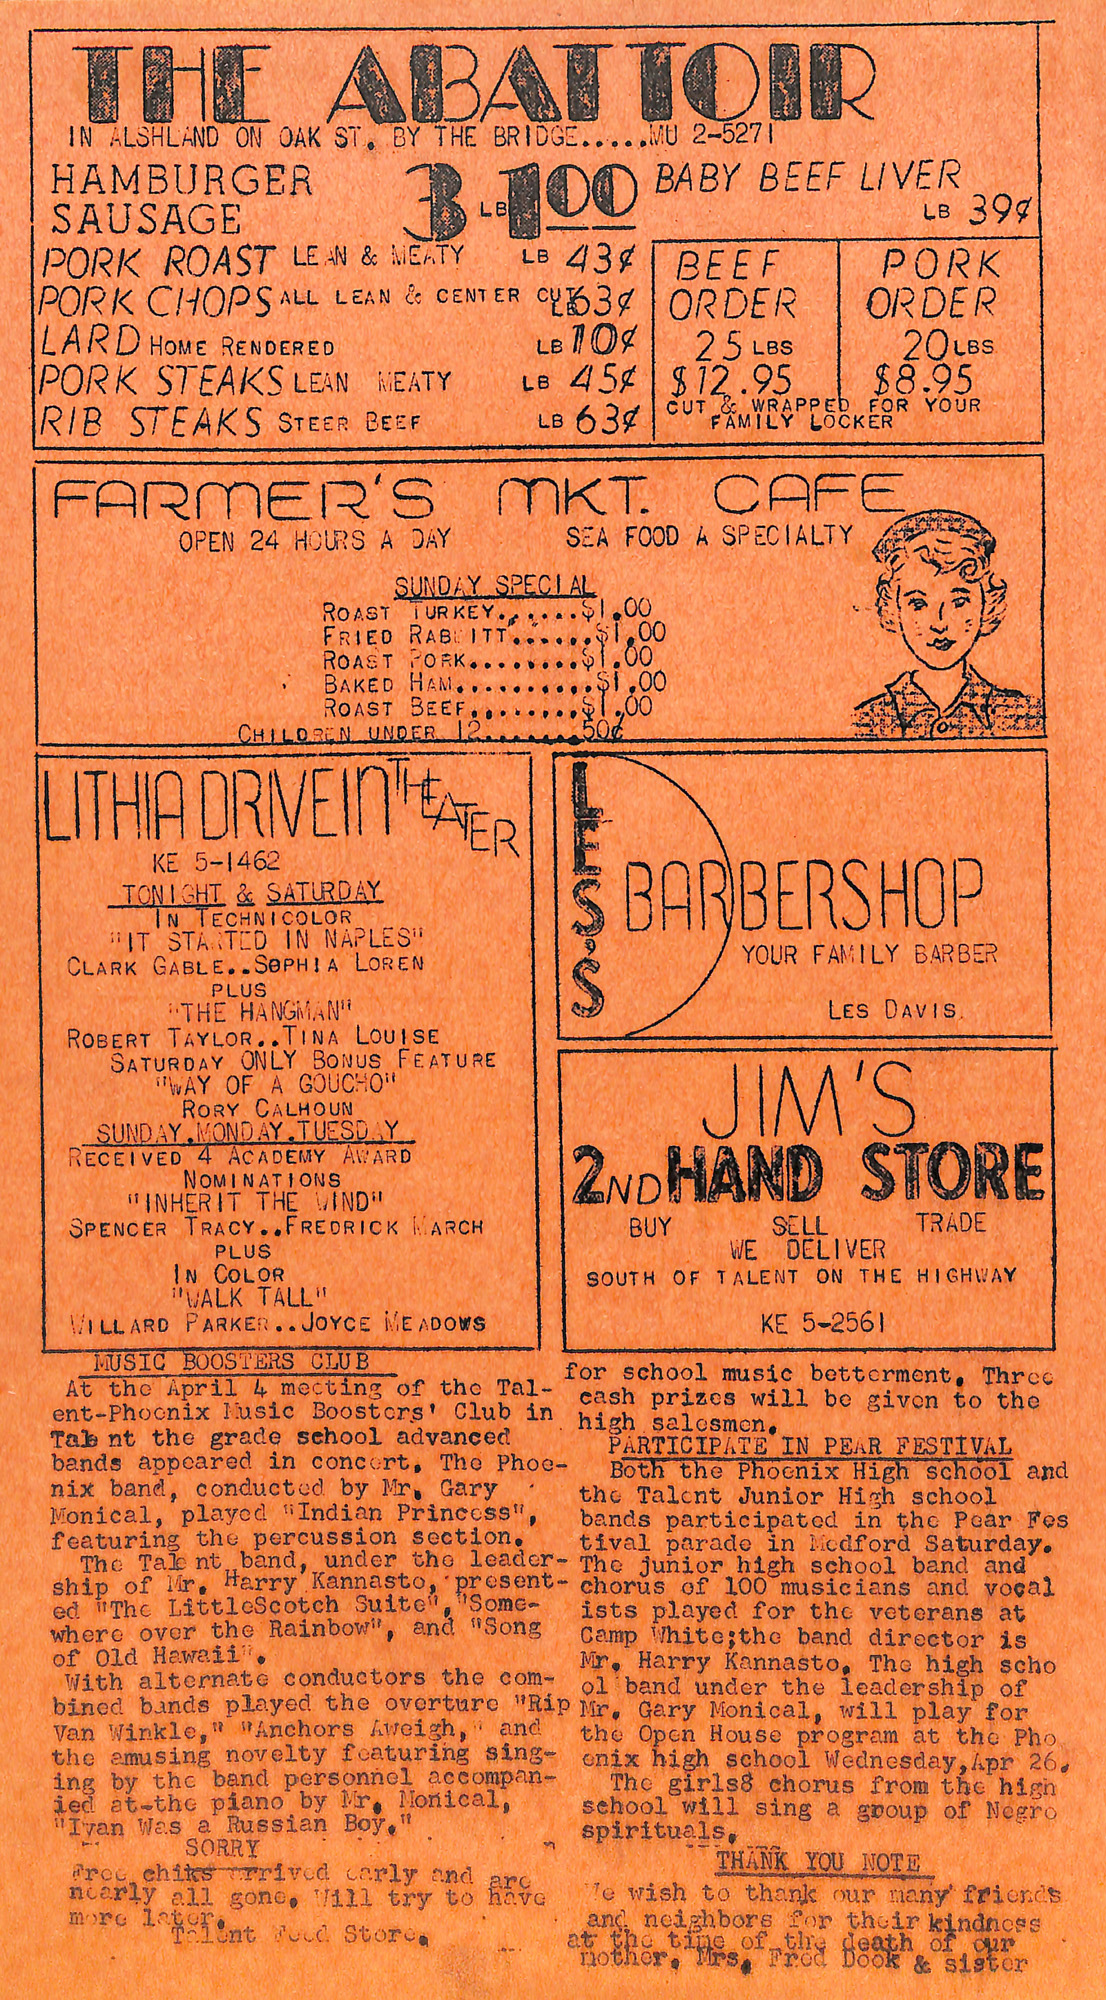 THE ABATTOIR
IN ALSHLAND ON OAK ST. BY THE BRIDGE......MU 2-5271
HAMBURGER
SAUSAGE
3 LB 1.00
BABY BEEF LIVER
LB 39¢
PORK ROAST LEAN & MEATY LB 43¢
PORK CHOPS ALL LEAN & CENTER CUT LB 63¢
LARD HOME RENDERED LB 10¢
PORK STEAKS LEAN MEATY LB 45¢
RIB STEAKS STEER BEEF LB 63¢
BEEF
ORDER
25 LBS
$12.95
PORK
ORDER
20 LBS
$8.95
CUT & WRAPPED FOR YOUR
FAMILY LOCKER
FARMER'S MKT. CAFE
OPEN 24 HOURS A DAY SEA FOOD A SPECIALTY
SUNDAY SPECIAL
ROAST TURKEY.......$1.00
FRIED RABBITT......$1.00
ROAST PORK.........$1.00
BAKED HAM..........$1.00
ROAST BEEF.........$1.00
CHILDREN UNDER 12.......50¢
LITHIA DRIVE IN THEATER
KE 5-1462
TONIGHT & SATURDAY
IN TECHNICOLOR
"IT STARTED IN NAPLES"
CLARK GABLE..SOPHIA LOREN
PLUS
"THE HANGMAN"
ROBERT TAYLOR..TINA LOUISE
SATURDAY ONLY BONUS FEATURE
"WAY OF A GOUCHO"
RORY CALHOUN
SUNDAY.MONDAY.TUESDAY
RECEIVED 4 ACADEMY AWARD
NOMINATIONS
"INHERIT THE WIND"
SPENCER TRACY..FREDRICK MARCH
PLUS
IN COLOR
"WALK TALL"
WILLARD PARKER..JOYCE MEADOWS
LES'S
BARBERSHOP
YOUR FAMILY BARBER
LES DAVIS.
JIM'S
2ND HAND STORE
BUY SELL TRADE
WE DELIVER
SOUTH OF TALENT ON THE HIGHWAY
KE 5-2561
MUSIC BOOSTERS CLUB
At the April 4 meeting of the Tal-
ent-Phoenix Music Boosters' Club in
Tale nt the grade school advanced
bands appeared in concert. The Phoe-
nix band, conducted by Mr. Gary
Monical, played "Indian Princess",
featuring the percussion section.
The Tale nt band, under the leader-
ship of Mr. Harry Kannasto, present-
ed "The LittleScotch Suite","Some-
where over the Rainbow", and "Song
of Old Hawaii".
With alternate conductors the com-
bined bands played the overture "Rip
Van Winkle," "Anchors Aweigh," and
the amusing novelty featuring sing-
ing by the band personnel accompan-
ied at-the piano by Mr. Monical,
"Ivan Was a Russian Boy."
SORRY
Free chiks arrived early and are
nearly all gone. Will try to have
more later.
Talent Feed Store.
for school music betterment. Three
cash prizes will be given to the
high salesmen.
PARTICIPATE IN PEAR FESTIVAL
Both the Phoenix High school and
the Talent Junior High school
bands participated in the Pear Fes
tival parade in Medford Saturday.
The junior high school band and
chorus of 100 musicians and vocal
ists played for the veterans at
Camp White;the band director is
Mr. Harry Kannasto. The high scho
ol band under the leadership of
Mr. Gary Monical, will play for
the Open House program at the Pho
enix high school Wednesday,Apr 26.
The girls8 chorus from the high
school will sing a group of Negro
spirituals.
THANK YOU NOTE
We wish to thank our many friends
and neighbors for their kindness
at the time of the death of our
mother. Mrs. Fred Dook & sister